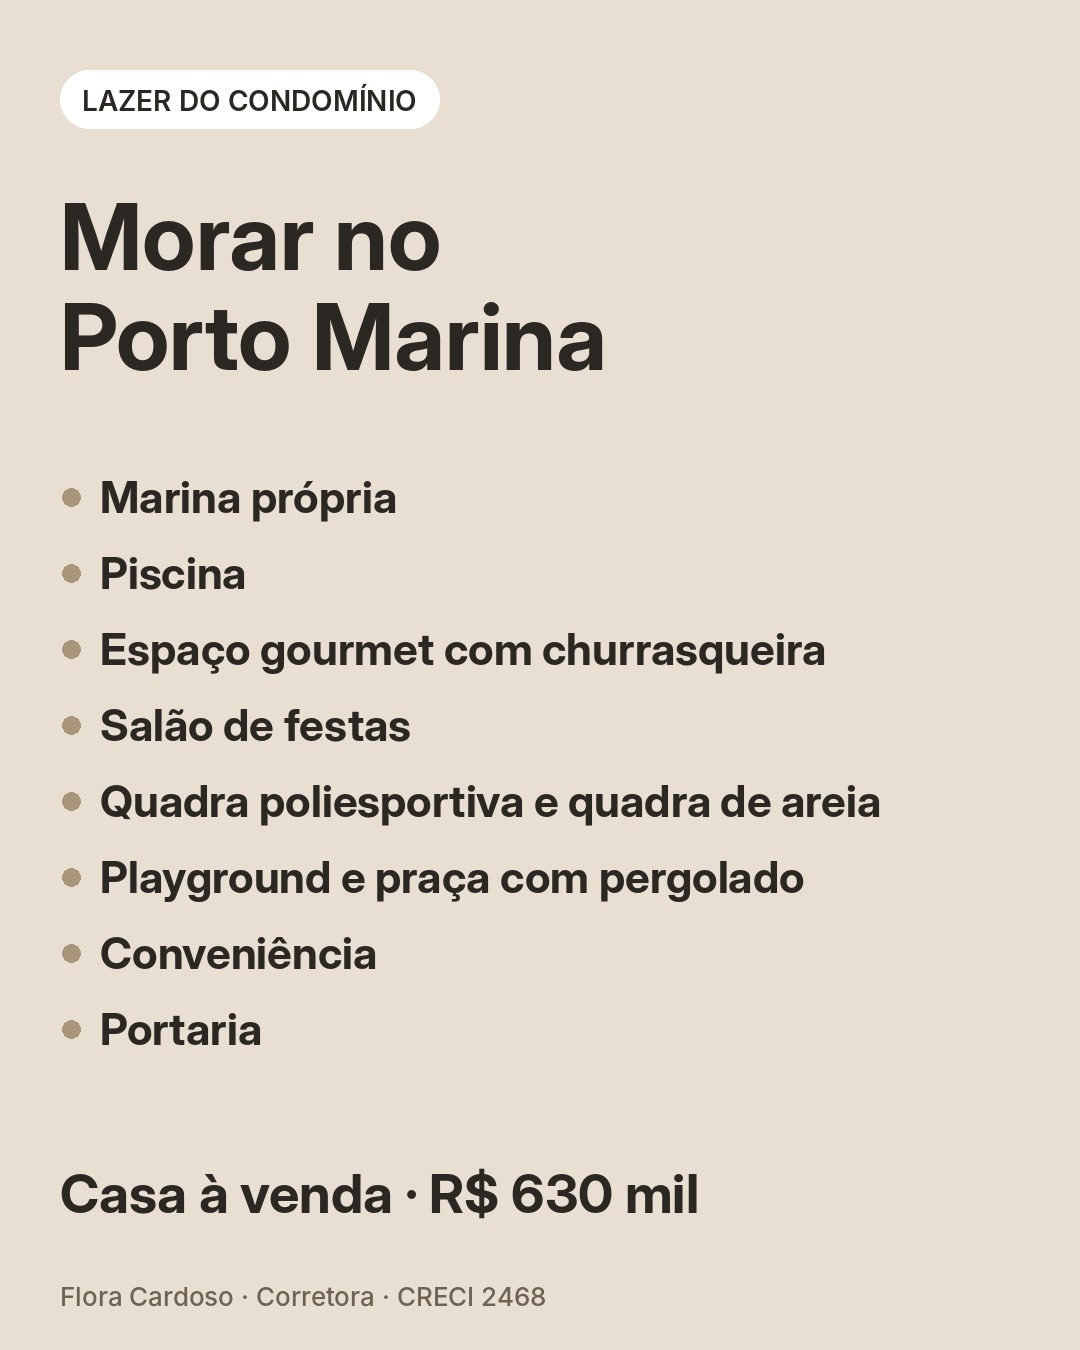 LAZER DO CONDOMÍNIO
Morar no
Porto Marina
Marina própria
Piscina
Espaço gourmet com churrasqueira
Salão de festas
Quadra poliesportiva e quadra de areia
Playground e praça com pergolado
Conveniência
Portaria
Casa à venda · R$ 630 mil
Flora Cardoso · Corretora · CRECI 2468